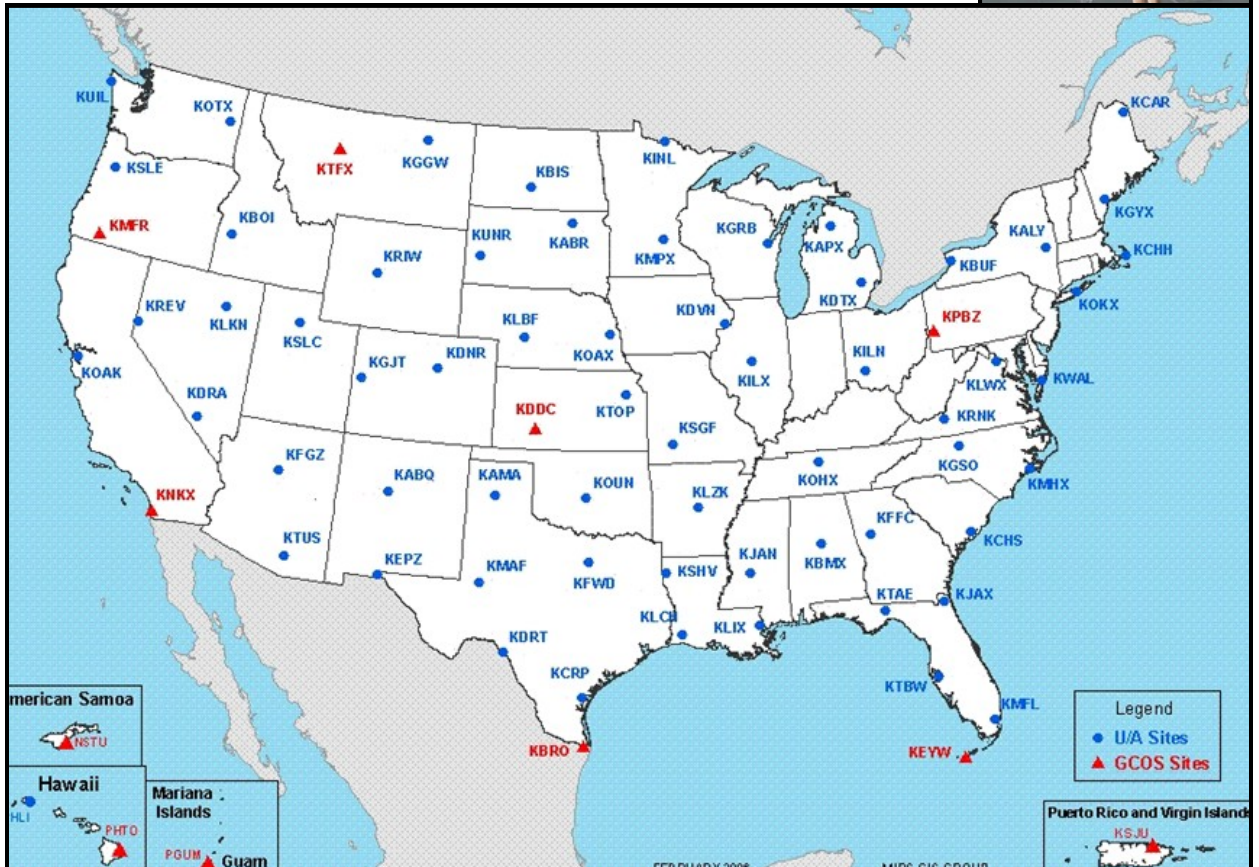 KCAR
KUIL
KOTX
KINL
KGGW
KTFX
KSLE
KBIS
KGYX
KBOI
KMFR
KUNR
KABR
KGRB
KAPX
KALY
KCHH
KRIW
KMPX
KBUF
KDTX
KREV
KLKN
KSLC
KLBF
KDVN
KOKX
KPBZ
KOAX
KDNR
KGJT
KILN
KOAK
KILX
KLWX
KWAL
KDRA
KDDC
KTOP
KRNK
KSGF
KFGZ
KGSO
KABQ
KAMA
KOUN
KOHX
KMHX
KNKX
KLZK
KFFC
KTUS
KCHS
KEPZ
KMAF
KJAN
KBMX
KFWD
KSHV
KTAE
KJAX
KLCH
KLIX
KDRT
KCRP
KTBW
KMFL
KBRO
KEYW
Legend
U/A Sites
GCOS Sites
merican Samoa
NSTU
Hawaii
HLI
PHTO
Mariana
Islands
PGUM
Guam
Puerto Rico and Virgin Islands
KSJU